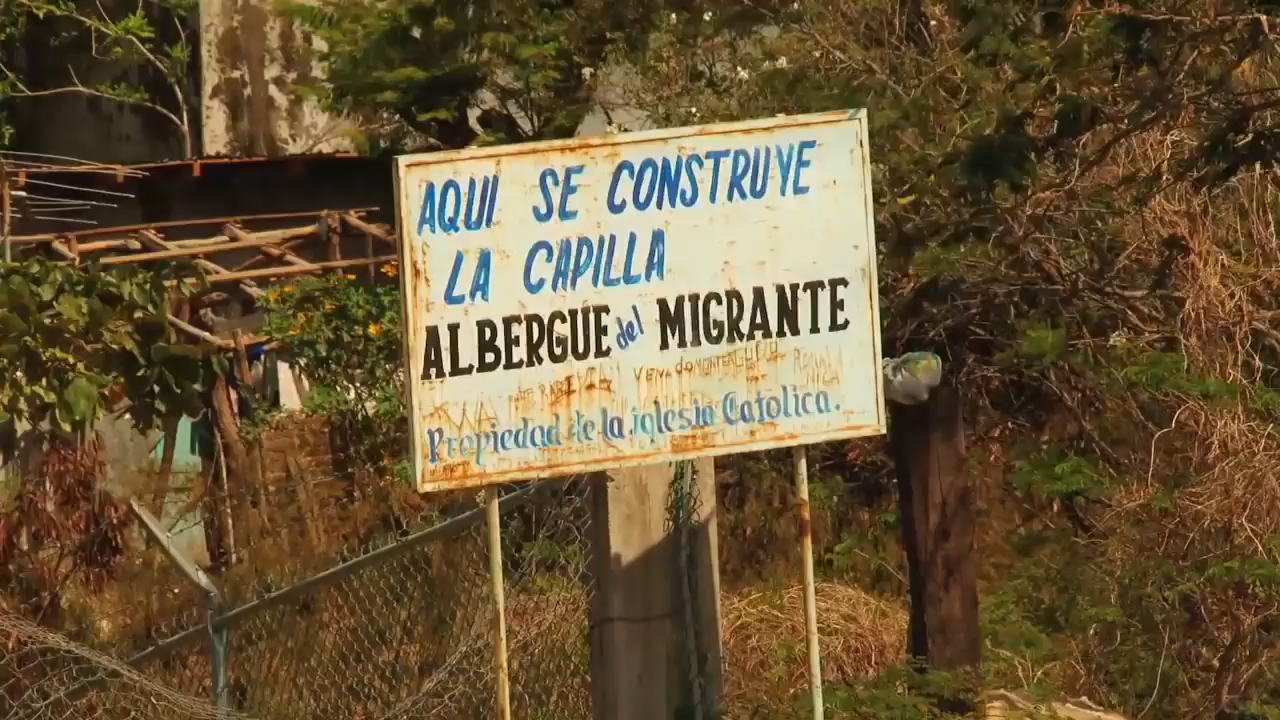 AQUI SE CONSTRUYE
LA CAPILLA
ALBERGUE del MIGRANTE
Propiedad de la iglesia Catolica.